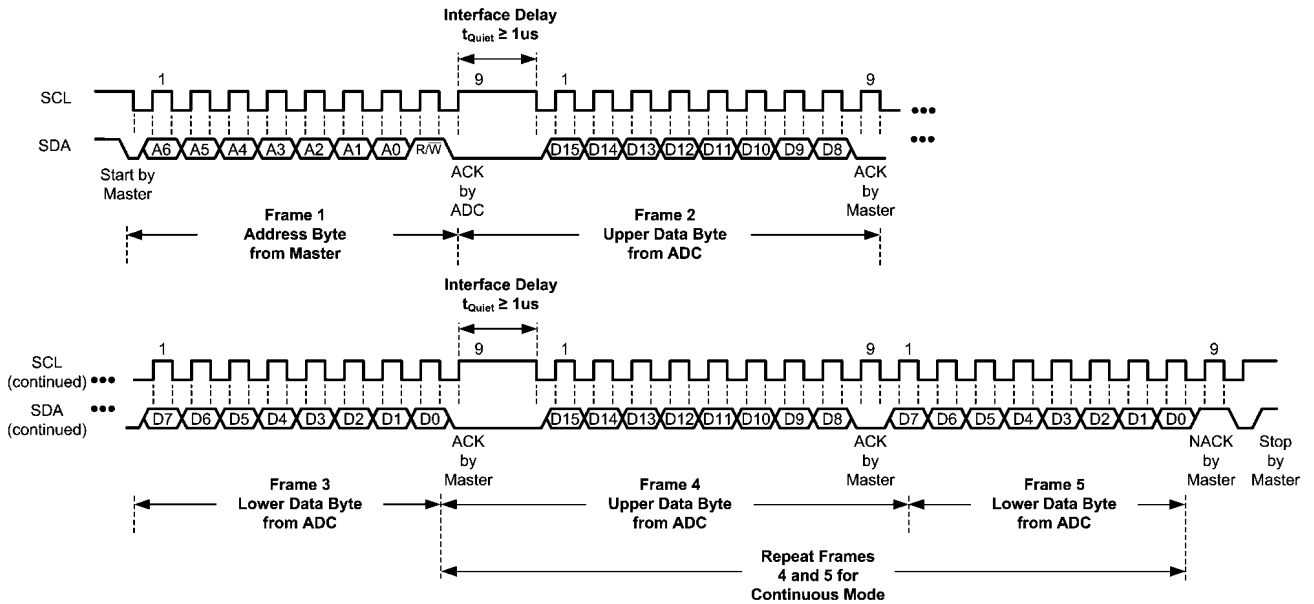 Interface Delay
tQuiet ≥ 1us
1 9 1 9
SCL
•••
SDA A6 A5 A4 A3 A2 A1 A0 R/W̅ D15 D14 D13 D12 D11 D10 D9 D8 •••
Start by
Master
ACK
by
ADC
ACK
by
Master
Frame 1
Address Byte
from Master
Frame 2
Upper Data Byte
from ADC
Interface Delay
tQuiet ≥ 1us
1 9 1 9 1 9
SCL
(continued) •••
SDA
(continued) •••
D7 D6 D5 D4 D3 D2 D1 D0 D15 D14 D13 D12 D11 D10 D9 D8 D7 D6 D5 D4 D3 D2 D1 D0
ACK
by
Master
ACK
by
Master
NACK
by
Master
Stop
by
Master
Frame 3
Lower Data Byte
from ADC
Frame 4
Upper Data Byte
from ADC
Frame 5
Lower Data Byte
from ADC
Repeat Frames
4 and 5 for
Continuous Mode